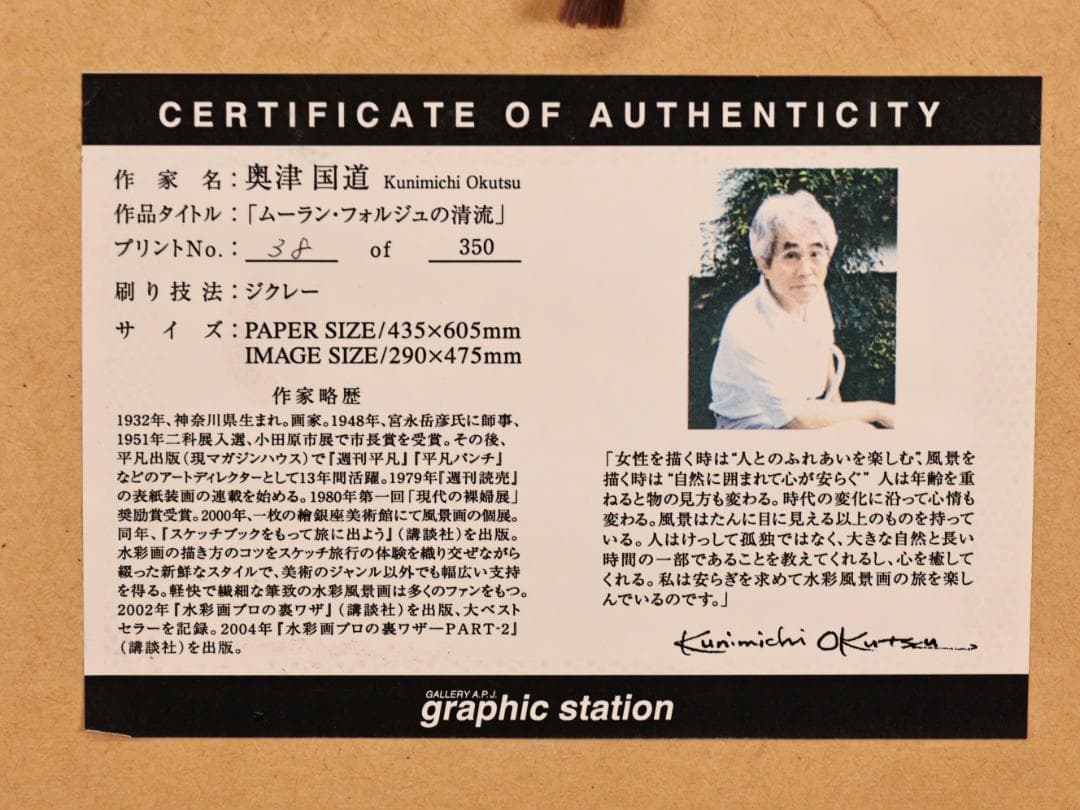 CERTIFICATE OF AUTHENTICITY
作家名：奥津 国道 Kunimichi Okutsu
作品タイトル：「ムーラン・フォルジュの清流」
プリントNo.：38 of 350
刷り技法：ジクレー
サイズ：PAPER SIZE/435×605mm
IMAGE SIZE/290×475mm
作家略歴
1932年、神奈川県生まれ。画家。1948年、宮永岳彦氏に師事、
1951年二科展入選、小田原市展で市長賞を受賞。その後、
平凡出版（現マガジンハウス）で『週刊平凡』『平凡パンチ』
などのアートディレクターとして13年間活躍。1979年『週刊読売』
の表紙装画の連載を始める。1980年第一回「現代の裸婦展」
奨励賞受賞。2000年、一枚の繪銀座美術館にて風景画の個展。
同年、『スケッチブックをもって旅に出よう』（講談社）を出版。
水彩画の描き方のコツをスケッチ旅行の体験を織り交ぜながら
綴った新鮮なスタイルで、美術のジャンル以外でも幅広い支持
を得る。軽快で繊細な筆致の水彩風景画は多くのファンをもつ。
2002年『水彩画プロの裏ワザ』（講談社）を出版、大ベスト
セラーを記録。2004年『水彩画プロの裏ワザ―PART-2』
（講談社）を出版。
「女性を描く時は“人とのふれあいを楽しむ”、風景を
描く時は“自然に囲まれて心が安らぐ” 人は年齢を重
ねると物の見方も変わる。時代の変化に沿って心情も
変わる。風景はたんに目に見える以上のものを持って
いる。人はけっして孤独ではなく、大きな自然と長い
時間の一部であることを教えてくれるし、心を癒して
くれる。私は安らぎを求めて水彩風景画の旅を楽し
んでいるのです。」
Kunimichi Okutsu
GALLERY A.P.J.
graphic station